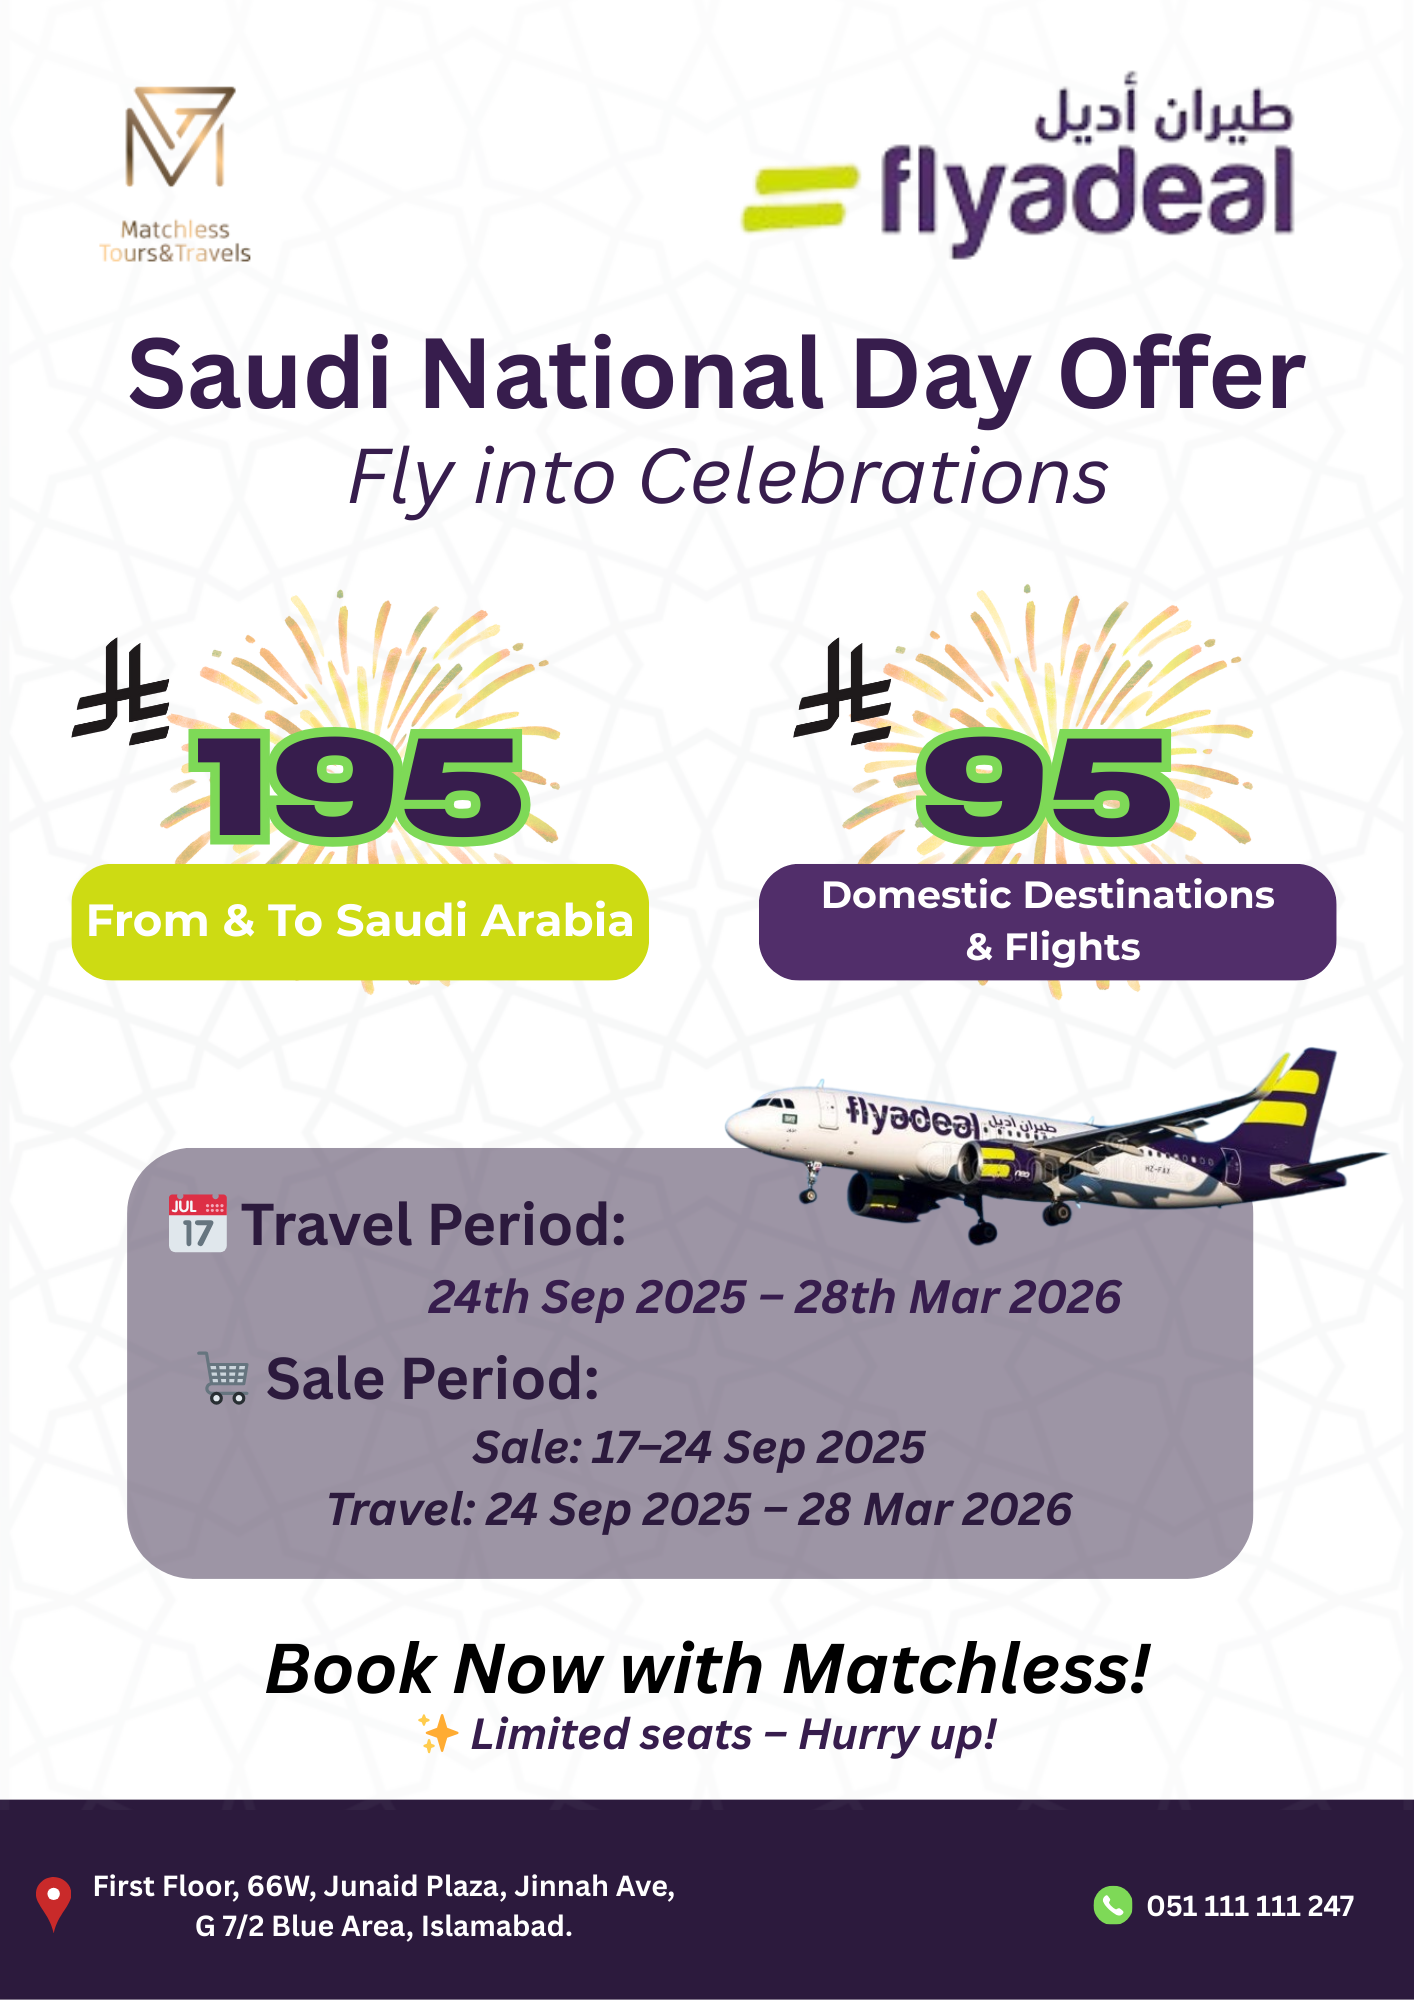 Matchless
Tours&Travels
طيران أديل
flyadeal
Saudi National Day Offer
Fly into Celebrations
195
From & To Saudi Arabia
95
Domestic Destinations
& Flights
flyadeal طيران أديل
JUL
17
Travel Period:
24th Sep 2025 – 28th Mar 2026
Sale Period:
Sale: 17–24 Sep 2025
Travel: 24 Sep 2025 – 28 Mar 2026
Book Now with Matchless!
Limited seats – Hurry up!
First Floor, 66W, Junaid Plaza, Jinnah Ave,
G 7/2 Blue Area, Islamabad.
051 111 111 247